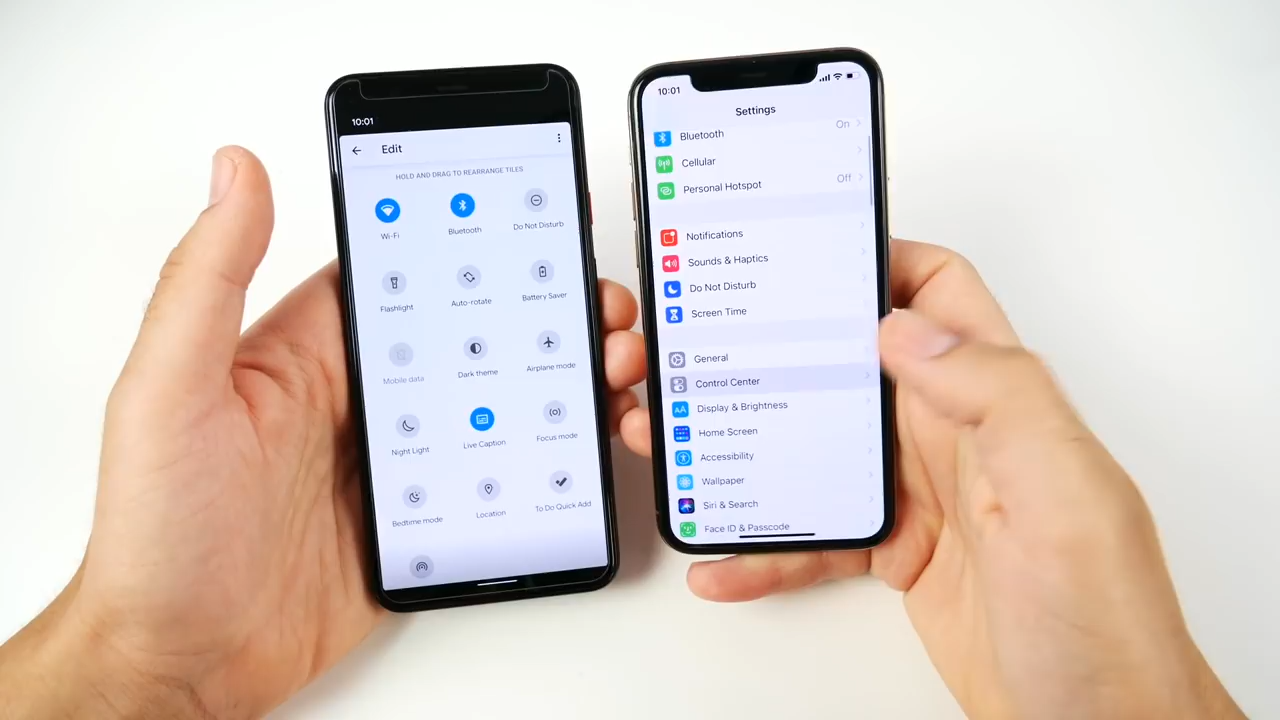 10:01
Edit
HOLD AND DRAG TO REARRANGE TILES
Wi-Fi
Bluetooth
Do Not Disturb
Flashlight
Auto-rotate
Battery Saver
Mobile data
Dark theme
Airplane mode
Night Light
Live Caption
Focus mode
Bedtime mode
Location
To Do Quick Add
10:01
Settings
Bluetooth On
Cellular
Personal Hotspot Off
Notifications
Sounds & Haptics
Do Not Disturb
Screen Time
General
Control Center
AA Display & Brightness
Home Screen
Accessibility
Wallpaper
Siri & Search
Face ID & Passcode